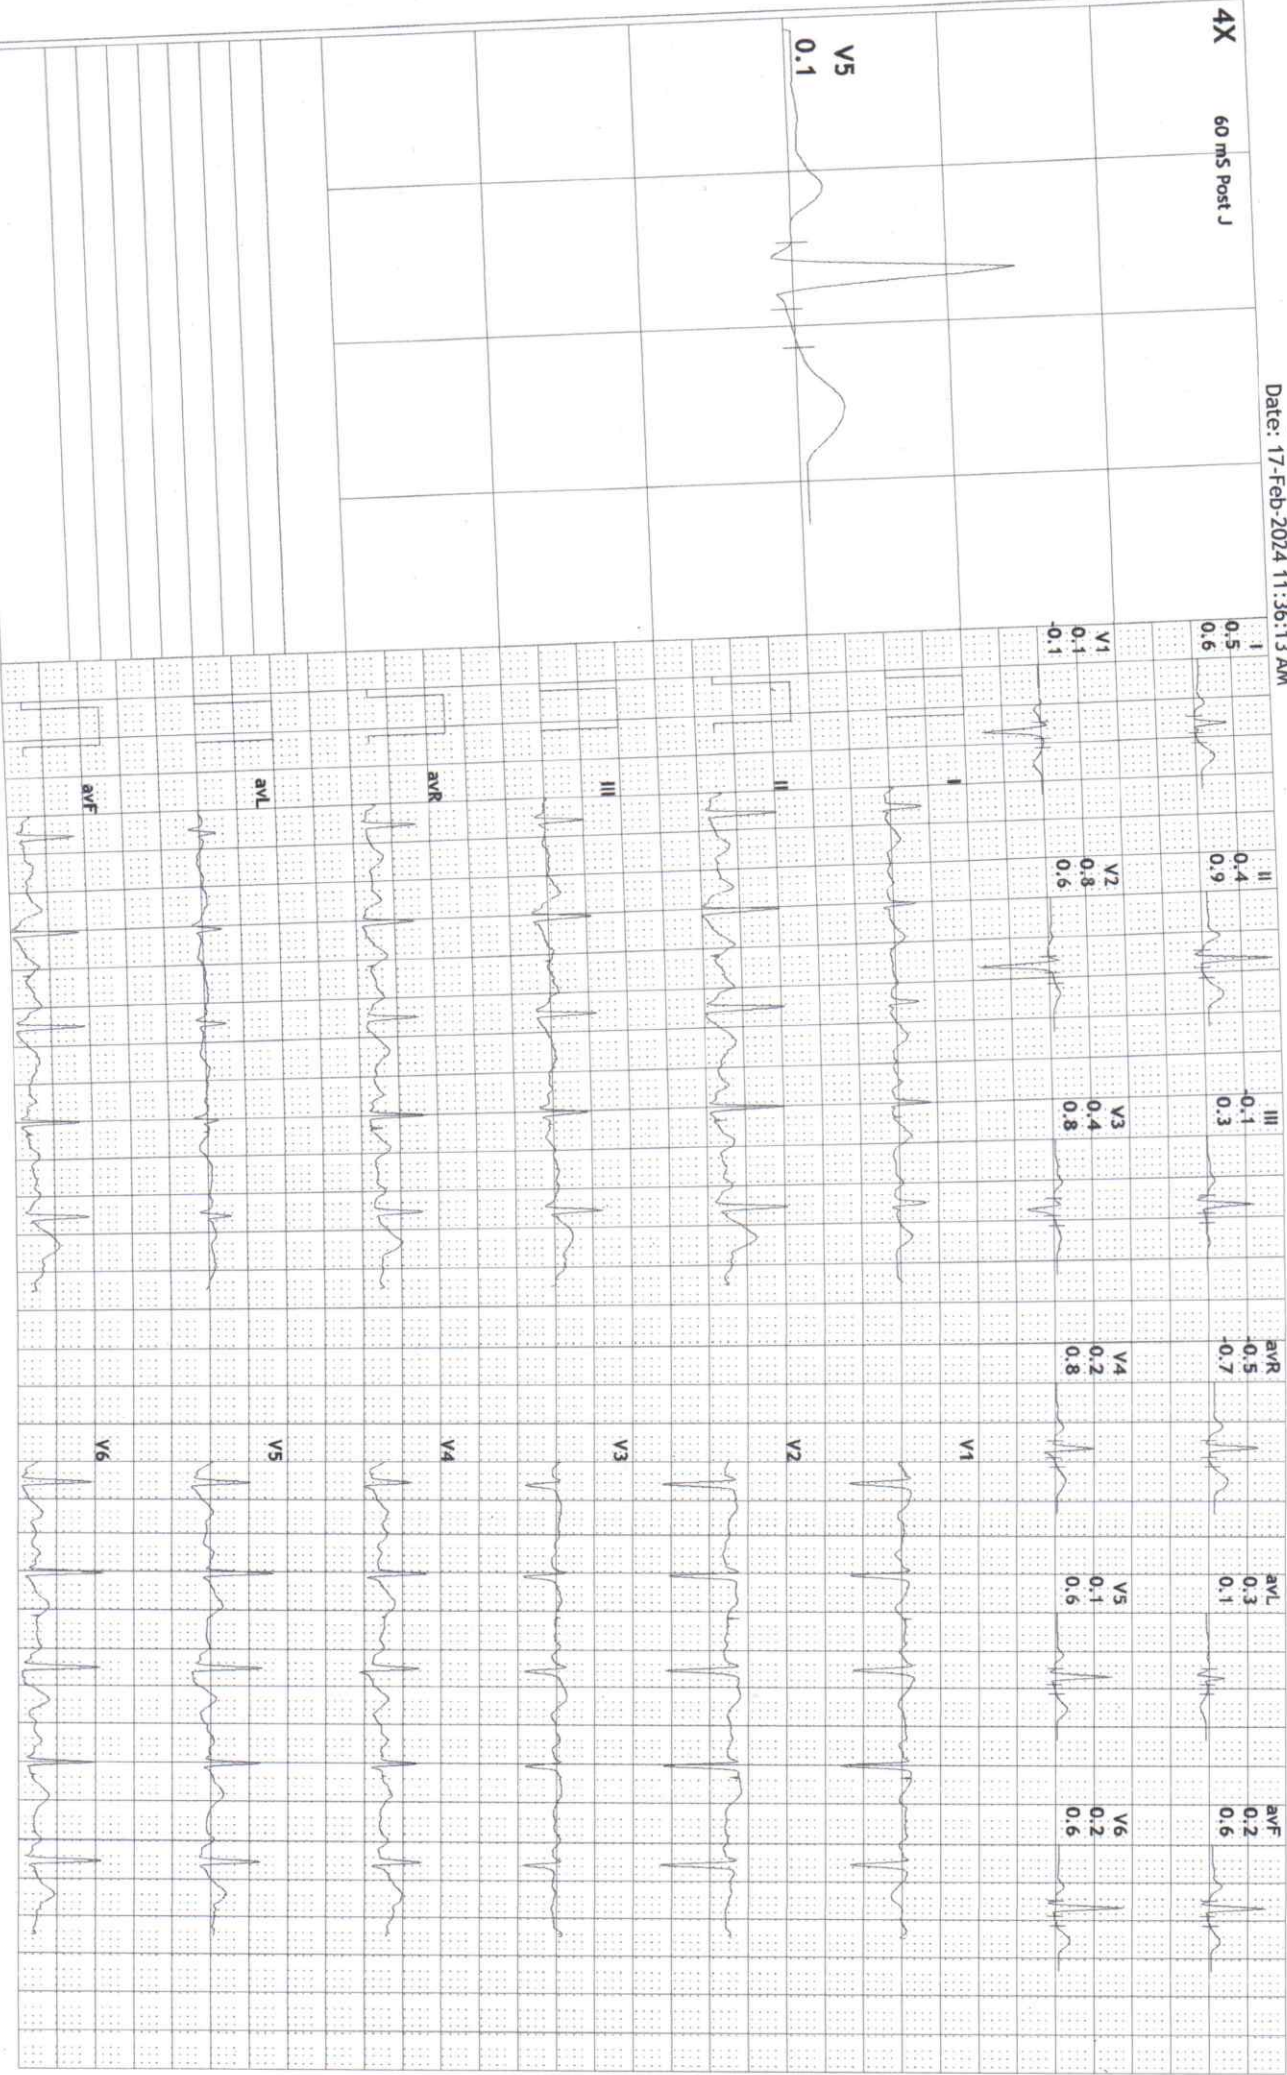 Date: 17-Feb-2024 11:36:13 AM
4X 60 mS Post J
I II III avR avL avF
0.5 0.4 -0.1 -0.5 0.3 0.2
0.6 0.9 0.3 -0.7 0.1 0.6
V1 V2 V3 V4 V5 V6
0.1 0.8 0.4 0.2 0.1 0.2
-0.1 0.6 0.8 0.8 0.6 0.6
V5
0.1
I V1
II V2
III V3
avR V4
avL V5
avF V6